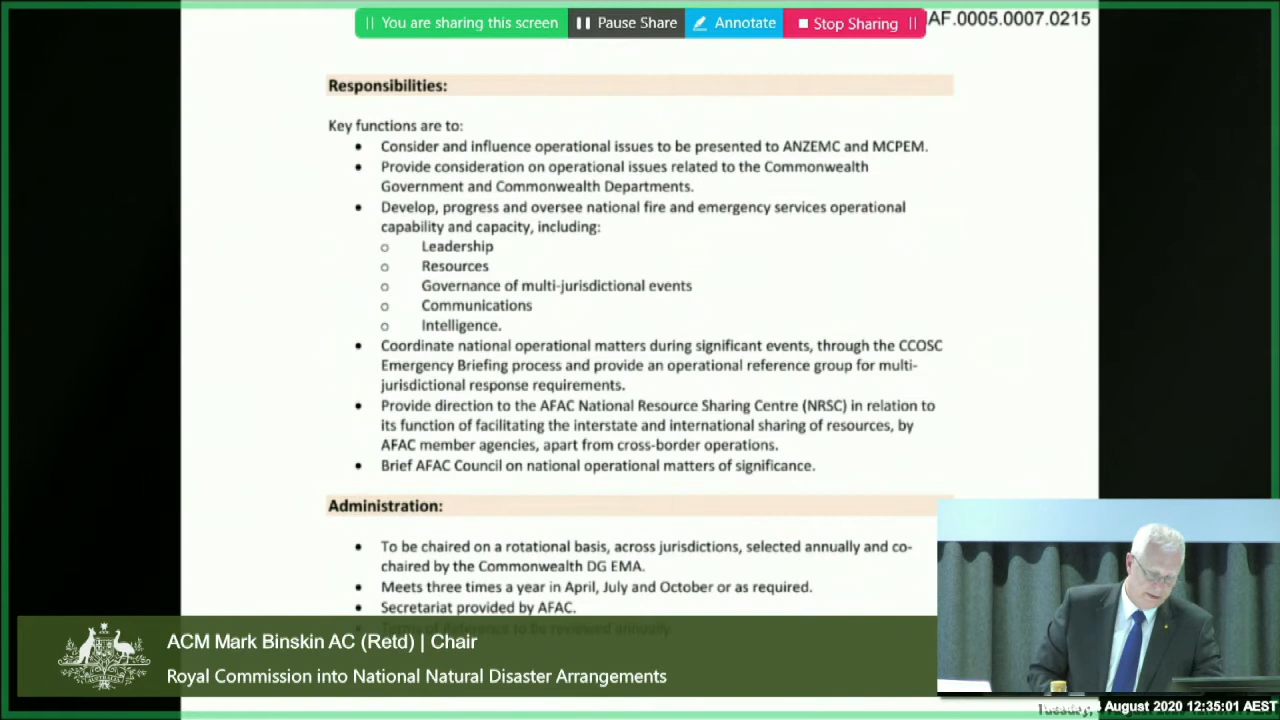 You are sharing this screen Pause Share Annotate Stop Sharing
AF.0005.0007.0215
Responsibilities:
Key functions are to:
• Consider and influence operational issues to be presented to ANZEMC and MCPEM.
• Provide consideration on operational issues related to the Commonwealth
Government and Commonwealth Departments.
• Develop, progress and oversee national fire and emergency services operational
capability and capacity, including:
o Leadership
o Resources
o Governance of multi-jurisdictional events
o Communications
o Intelligence.
• Coordinate national operational matters during significant events, through the CCOSC
Emergency Briefing process and provide an operational reference group for multi-
jurisdictional response requirements.
• Provide direction to the AFAC National Resource Sharing Centre (NRSC) in relation to
its function of facilitating the interstate and international sharing of resources, by
AFAC member agencies, apart from cross-border operations.
• Brief AFAC Council on national operational matters of significance.
Administration:
• To be chaired on a rotational basis, across jurisdictions, selected annually and co-
chaired by the Commonwealth DG EMA.
• Meets three times a year in April, July and October or as required.
• Secretariat provided by AFAC.
Terms of Reference to be reviewed annually.
ACM Mark Binskin AC (Retd) | Chair
Royal Commission into National Natural Disaster Arrangements
August 2020 12:35:01 AEST